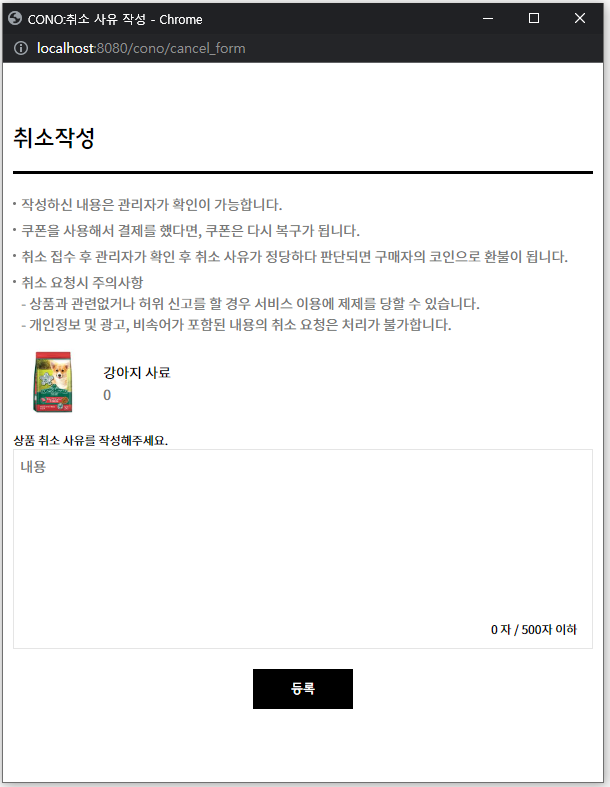 CONO:취소 사유 작성 - Chrome
localhost:8080/cono/cancel_form
취소작성
• 작성하신 내용은 관리자가 확인이 가능합니다.
• 쿠폰을 사용해서 결제를 했다면, 쿠폰은 다시 복구가 됩니다.
• 취소 접수 후 관리자가 확인 후 취소 사유가 정당하다 판단되면 구매자의 코인으로 환불이 됩니다.
• 취소 요청시 주의사항
- 상품과 관련없거나 허위 신고를 할 경우 서비스 이용에 제제를 당할 수 있습니다.
- 개인정보 및 광고, 비속어가 포함된 내용의 취소 요청은 처리가 불가합니다.
강아지 사료
0
상품 취소 사유를 작성해주세요.
내용
0 자 / 500자 이하
등록